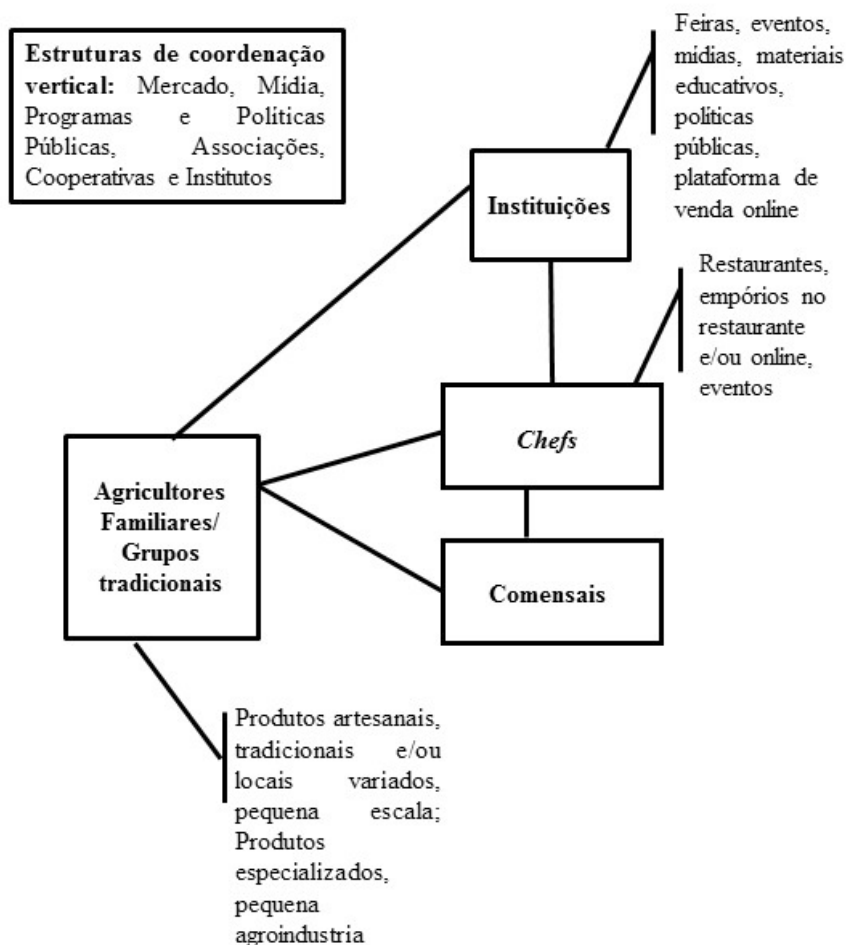 Estruturas de coordenação
vertical: Mercado, Mídia,
Programas e Políticas
Públicas, Associações,
Cooperativas e Institutos
Feiras, eventos,
mídias, materiais
educativos,
políticas
públicas,
plataforma de
venda online
Instituições
Restaurantes,
empórios no
restaurante
e/ou online,
eventos
Chefs
Agricultores
Familiares/
Grupos
tradicionais
Comensais
Produtos artesanais,
tradicionais e/ou
locais variados,
pequena escala;
Produtos
especializados,
pequena
agroindustria